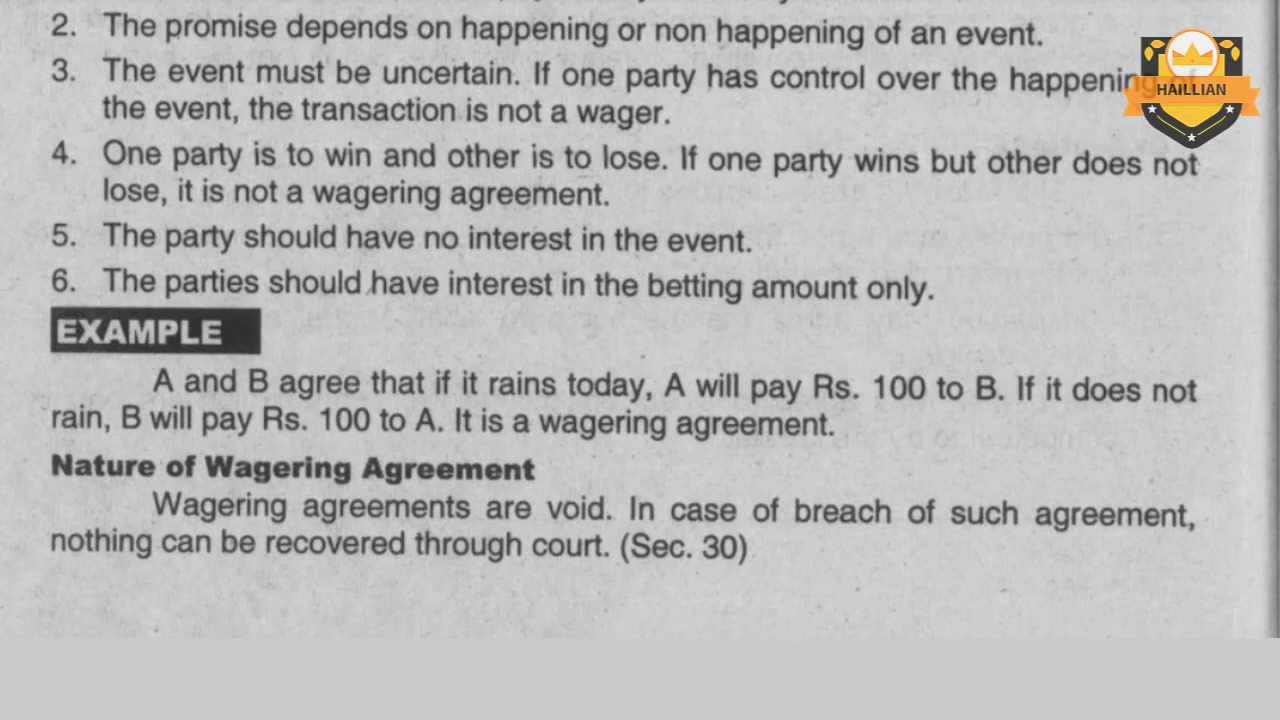 2. The promise depends on happening or non happening of an event.
3. The event must be uncertain. If one party has control over the happening of
the event, the transaction is not a wager.
HAILLIAN
4. One party is to win and other is to lose. If one party wins but other does not
lose, it is not a wagering agreement.
5. The party should have no interest in the event.
6. The parties should have interest in the betting amount only.
EXAMPLE
A and B agree that if it rains today, A will pay Rs. 100 to B. If it does not
rain, B will pay Rs. 100 to A. It is a wagering agreement.
Nature of Wagering Agreement
Wagering agreements are void. In case of breach of such agreement,
nothing can be recovered through court. (Sec. 30)